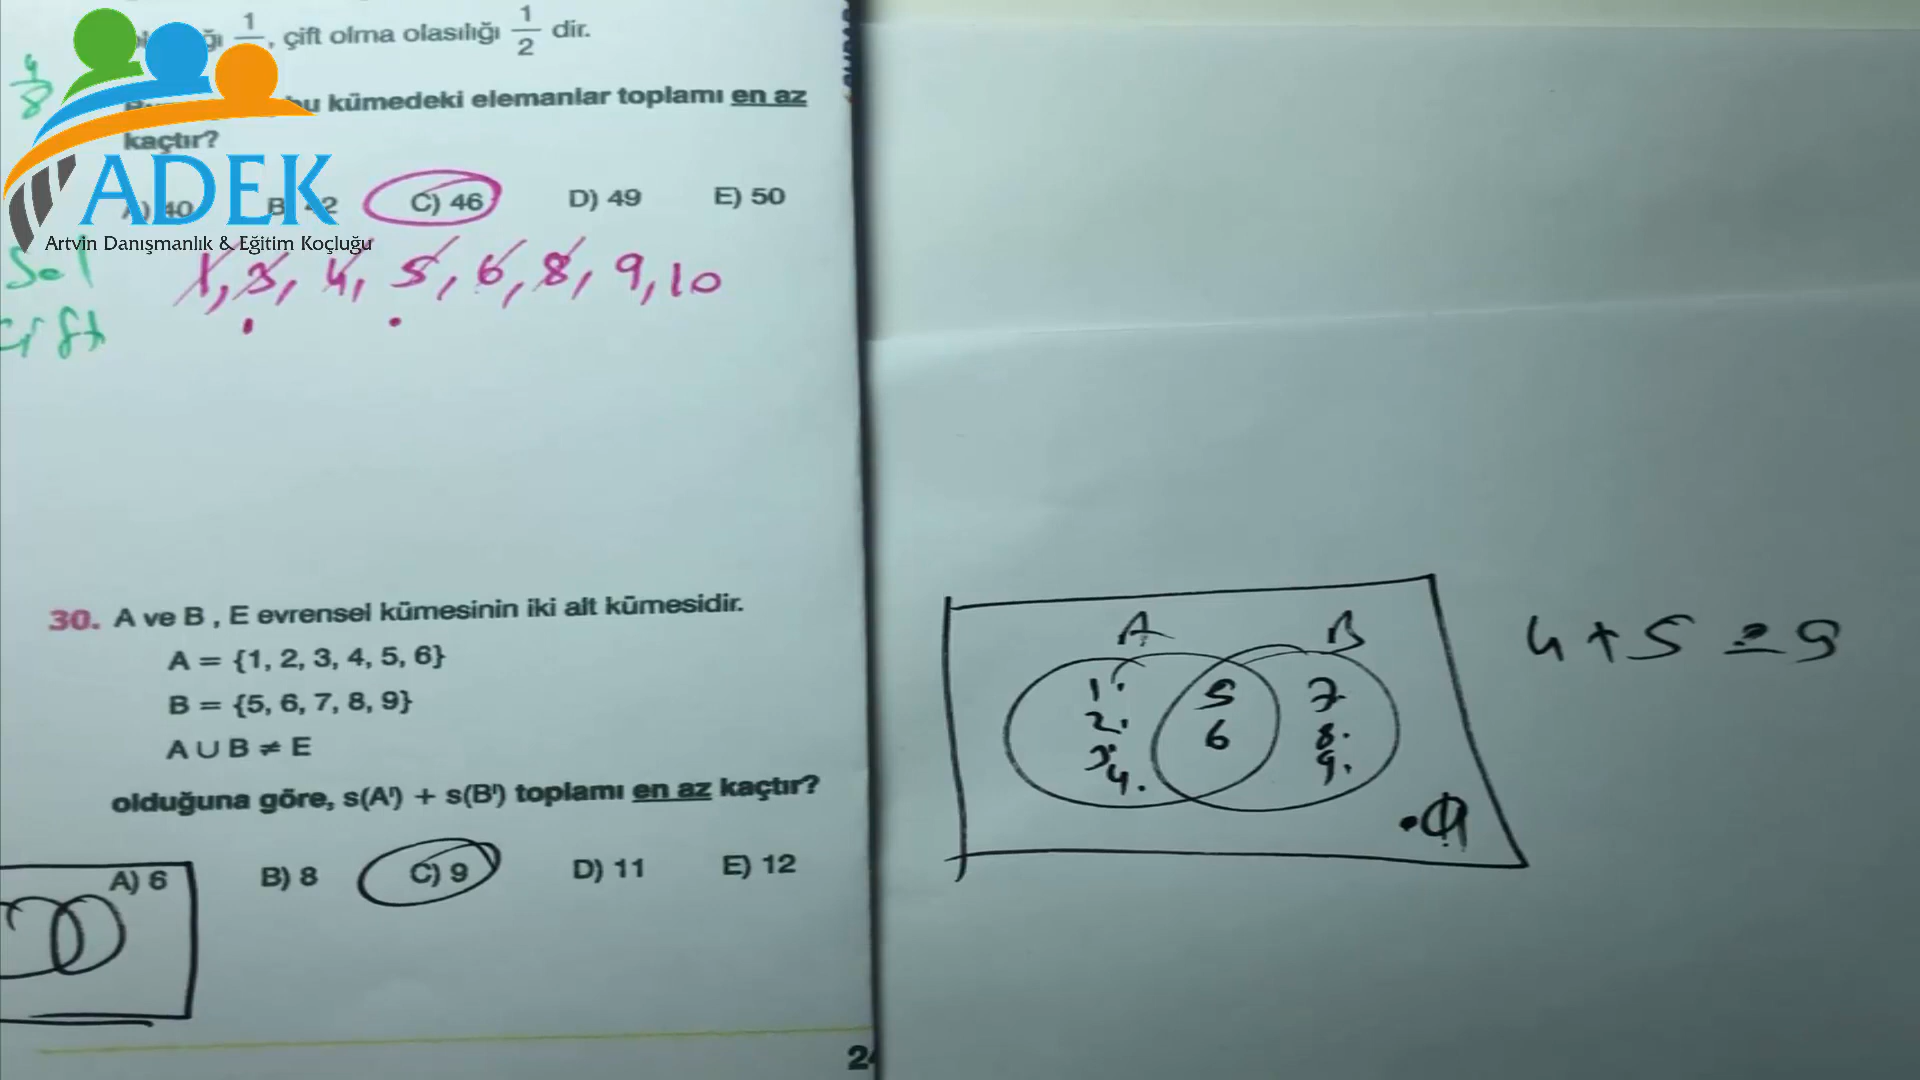 1/, çift olma olasılığı 1/2 dir.
4/8
bu kümedeki elemanlar toplamı en az
kaçtır?
C) 46 D) 49 E) 50
ADEK
Artvin Danışmanlık & Eğitim Koçluğu
1, 3, 4, 5, 6, 8, 9, 10
30. A ve B , E evrensel kümesinin iki alt kümesidir.
A = {1, 2, 3, 4, 5, 6}
B = {5, 6, 7, 8, 9}
A ∪ B ≠ E
olduğuna göre, s(A') + s(B') toplamı en az kaçtır?
A) 6 B) 8 C) 9 D) 11 E) 12
A B
1. 5 7
2. 6 8.
3. 9.
4.
4 + 5 = 9